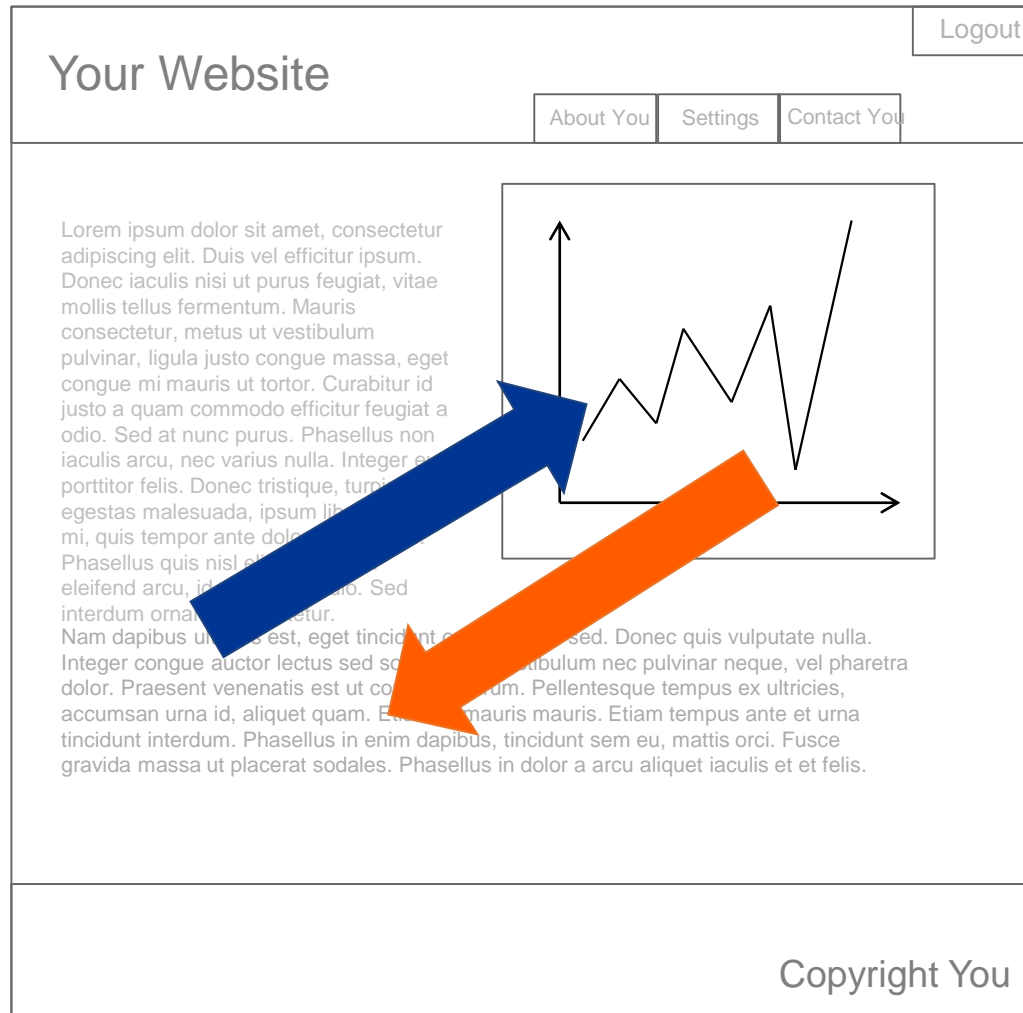 Logout
Your Website
About You Settings Contact You
Lorem ipsum dolor sit amet, consectetur
adipiscing elit. Duis vel efficitur ipsum.
Donec iaculis nisi ut purus feugiat, vitae
mollis tellus fermentum. Mauris
consectetur, metus ut vestibulum
pulvinar, ligula justo congue massa, eget
congue mi mauris ut tortor. Curabitur id
justo a quam commodo efficitur feugiat a
odio. Sed at nunc purus. Phasellus non
iaculis arcu, nec varius nulla. Integer
porttitor felis. Donec tristique,
egestas malesuada, ipsum
mi, quis tempor ante
Phasellus quis nisl
eleifend arcu, Sed
interdum
Nam dapibus est, eget sed. Donec quis vulputate nulla.
Integer congue auctor lectus sed nec pulvinar neque, vel pharetra
dolor. Praesent venenatis est ut Pellentesque tempus ex ultricies,
accumsan urna id, aliquet quam. mauris mauris. Etiam tempus ante et urna
tincidunt interdum. Phasellus in enim dapibus, tincidunt sem eu, mattis orci. Fusce
gravida massa ut placerat sodales. Phasellus in dolor a arcu aliquet iaculis et et felis.
Copyright You